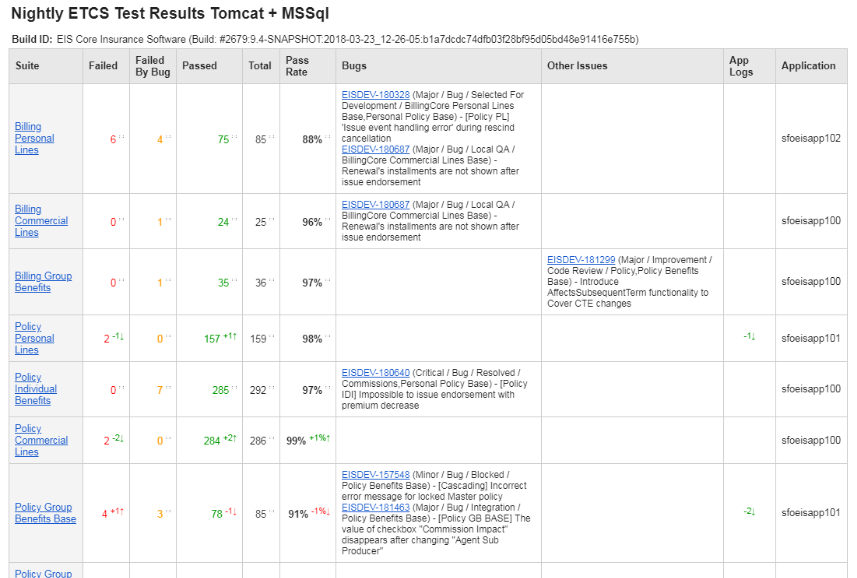 Nightly ETCS Test Results Tomcat + MSSql
Build ID: EIS Core Insurance Software (Build: #2679:9.4-SNAPSHOT:2018-03-23_12-26-05:b1a7dcdc74dfb03f28bf95d05bd48e91416e755b)
Suite Failed Failed By Bug Passed Total Pass Rate Bugs Other Issues App Logs Application
Billing Personal Lines 6 4 75 85 88%
EISDEV-180328 (Major / Bug / Selected For
Development / BillingCore Personal Lines
Base,Personal Policy Base) - [Policy PL]
'Issue event handling error' during rescind
cancellation
EISDEV-180687 (Major / Bug / Local QA /
BillingCore Commercial Lines Base) -
Renewal's installments are not shown after
issue endorsement
sfoeisapp102
Billing Commercial Lines 0 1 24 25 96%
EISDEV-180687 (Major / Bug / Local QA /
BillingCore Commercial Lines Base) -
Renewal's installments are not shown after
issue endorsement
sfoeisapp100
Billing Group Benefits 0 1 35 36 97%
EISDEV-181299 (Major / Improvement /
Code Review / Policy,Policy Benefits
Base) - Introduce
AffectsSubsequentTerm functionality to
Cover CTE changes
sfoeisapp100
Policy Personal Lines 2 -1↓ 0 157 +1↑ 159 98% -1↓ sfoeisapp101
Policy Individual Benefits 0 7 285 292 97%
EISDEV-180640 (Critical / Bug / Resolved /
Commissions,Personal Policy Base) - [Policy
IDI] Impossible to issue endorsement with
premium decrease
sfoeisapp100
Policy Commercial Lines 2 -2↓ 0 284 +2↑ 286 99% +1%↑ sfoeisapp100
Policy Group Benefits Base 4 +1↑ 3 78 -1↓ 85 91% -1%↓
EISDEV-157548 (Minor / Bug / Blocked /
Policy Benefits Base) - [Cascading] Incorrect
error message for locked Master policy
EISDEV-181463 (Major / Bug / Integration /
Policy Benefits Base) - [Policy GB BASE] The
value of checkbox "Commission Impact"
disappears after changing "Agent Sub
Producer"
-2↓ sfoeisapp101
Policy Group